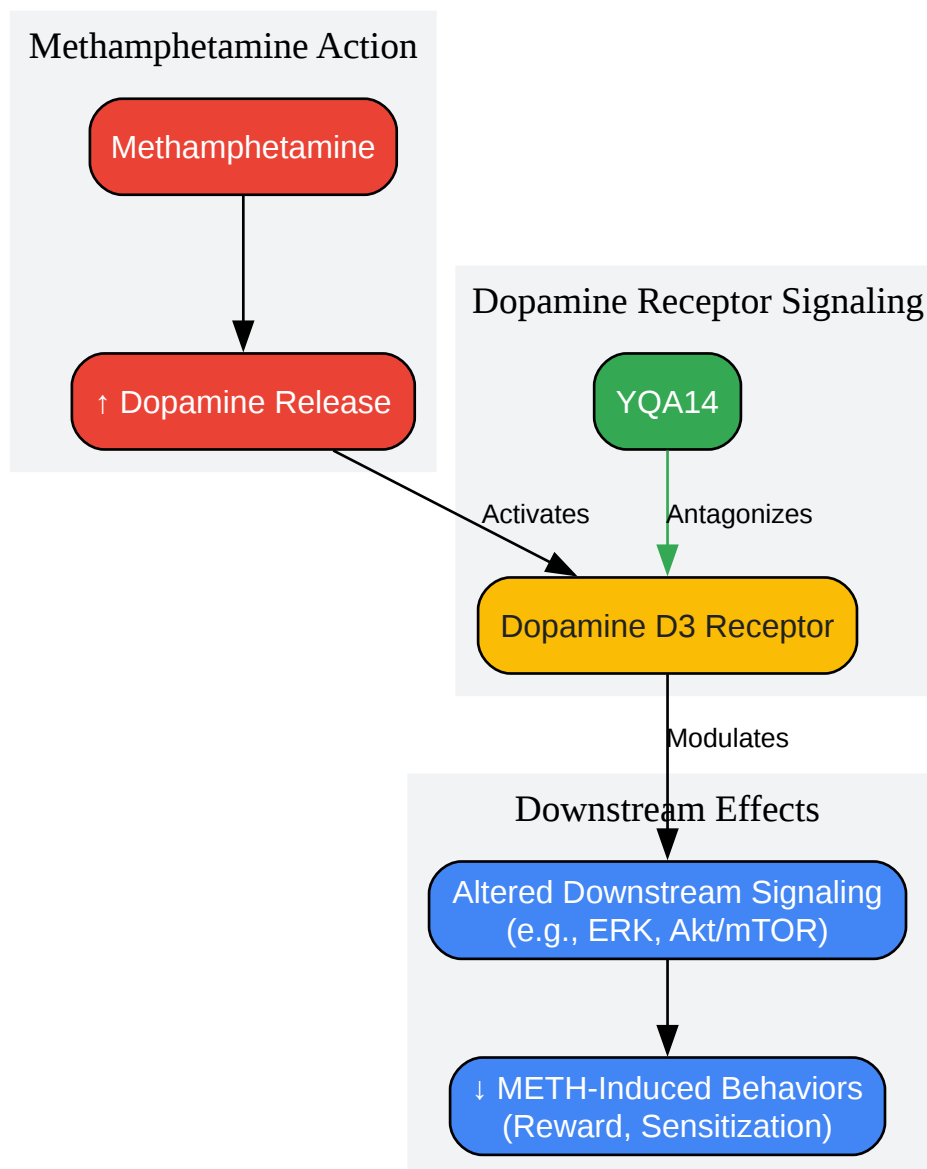 Methamphetamine Action
Methamphetamine
↑ Dopamine Release
Dopamine Receptor Signaling
YQA14
Activates
Antagonizes
Dopamine D3 Receptor
Modulates
Downstream Effects
Altered Downstream Signaling
(e.g., ERK, Akt/mTOR)
↓ METH-Induced Behaviors
(Reward, Sensitization)